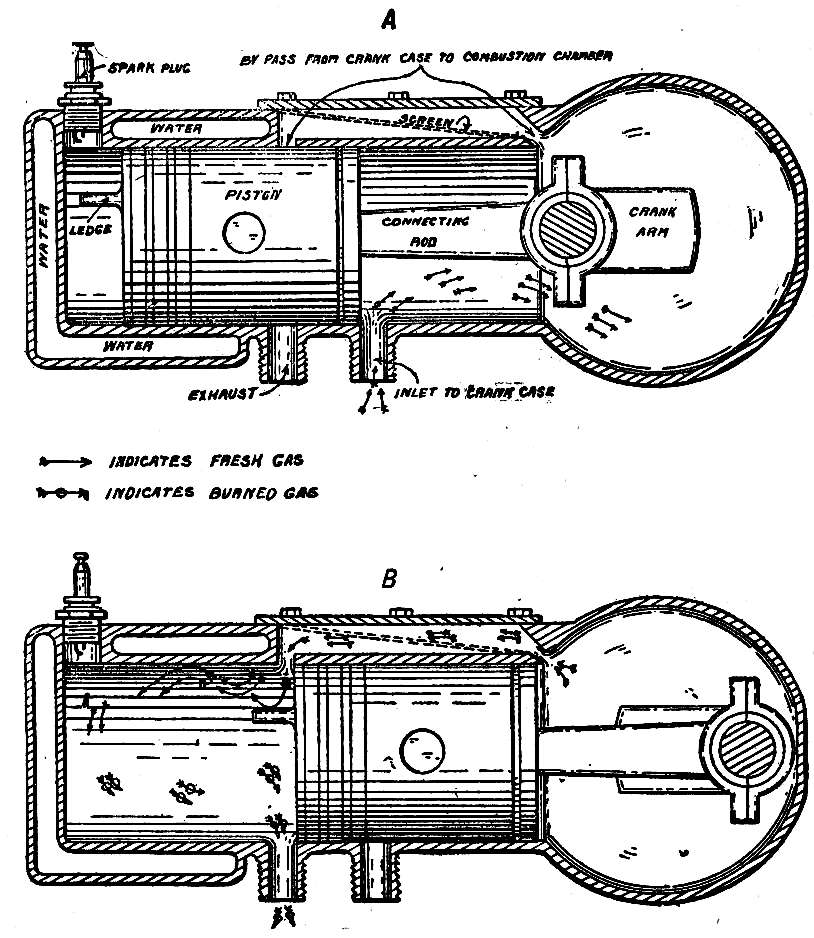 A
SPARK PLUG
BY PASS FROM CRANK CASE TO COMBUSTION CHAMBER
WATER
SCREEN
WATER
PISTON
LEDGE
CONNECTING
ROD
CRANK
ARM
WATER
EXHAUST
INLET TO CRANK CASE
INDICATES FRESH GAS
INDICATES BURNED GAS
B